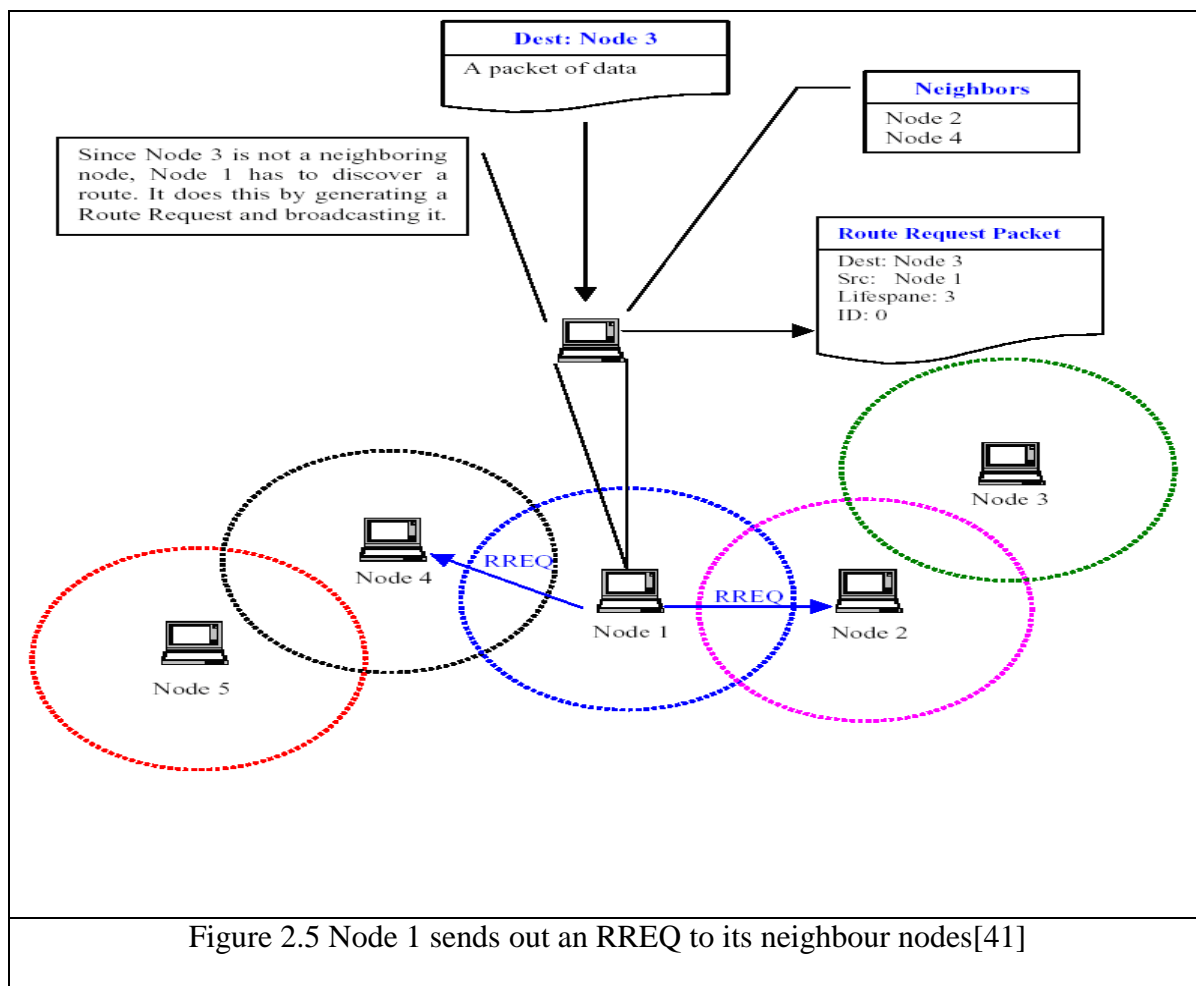 Dest: Node 3
A packet of data
Neighbors
Node 2
Node 4
Since Node 3 is not a neighboring
node, Node 1 has to discover a
route. It does this by generating a
Route Request and broadcasting it.
Route Request Packet
Dest: Node 3
Src: Node 1
Lifespane: 3
ID: 0
Node 3
RREQ
Node 4
RREQ
Node 1
Node 2
Node 5
Figure 2.5 Node 1 sends out an RREQ to its neighbour nodes[41]